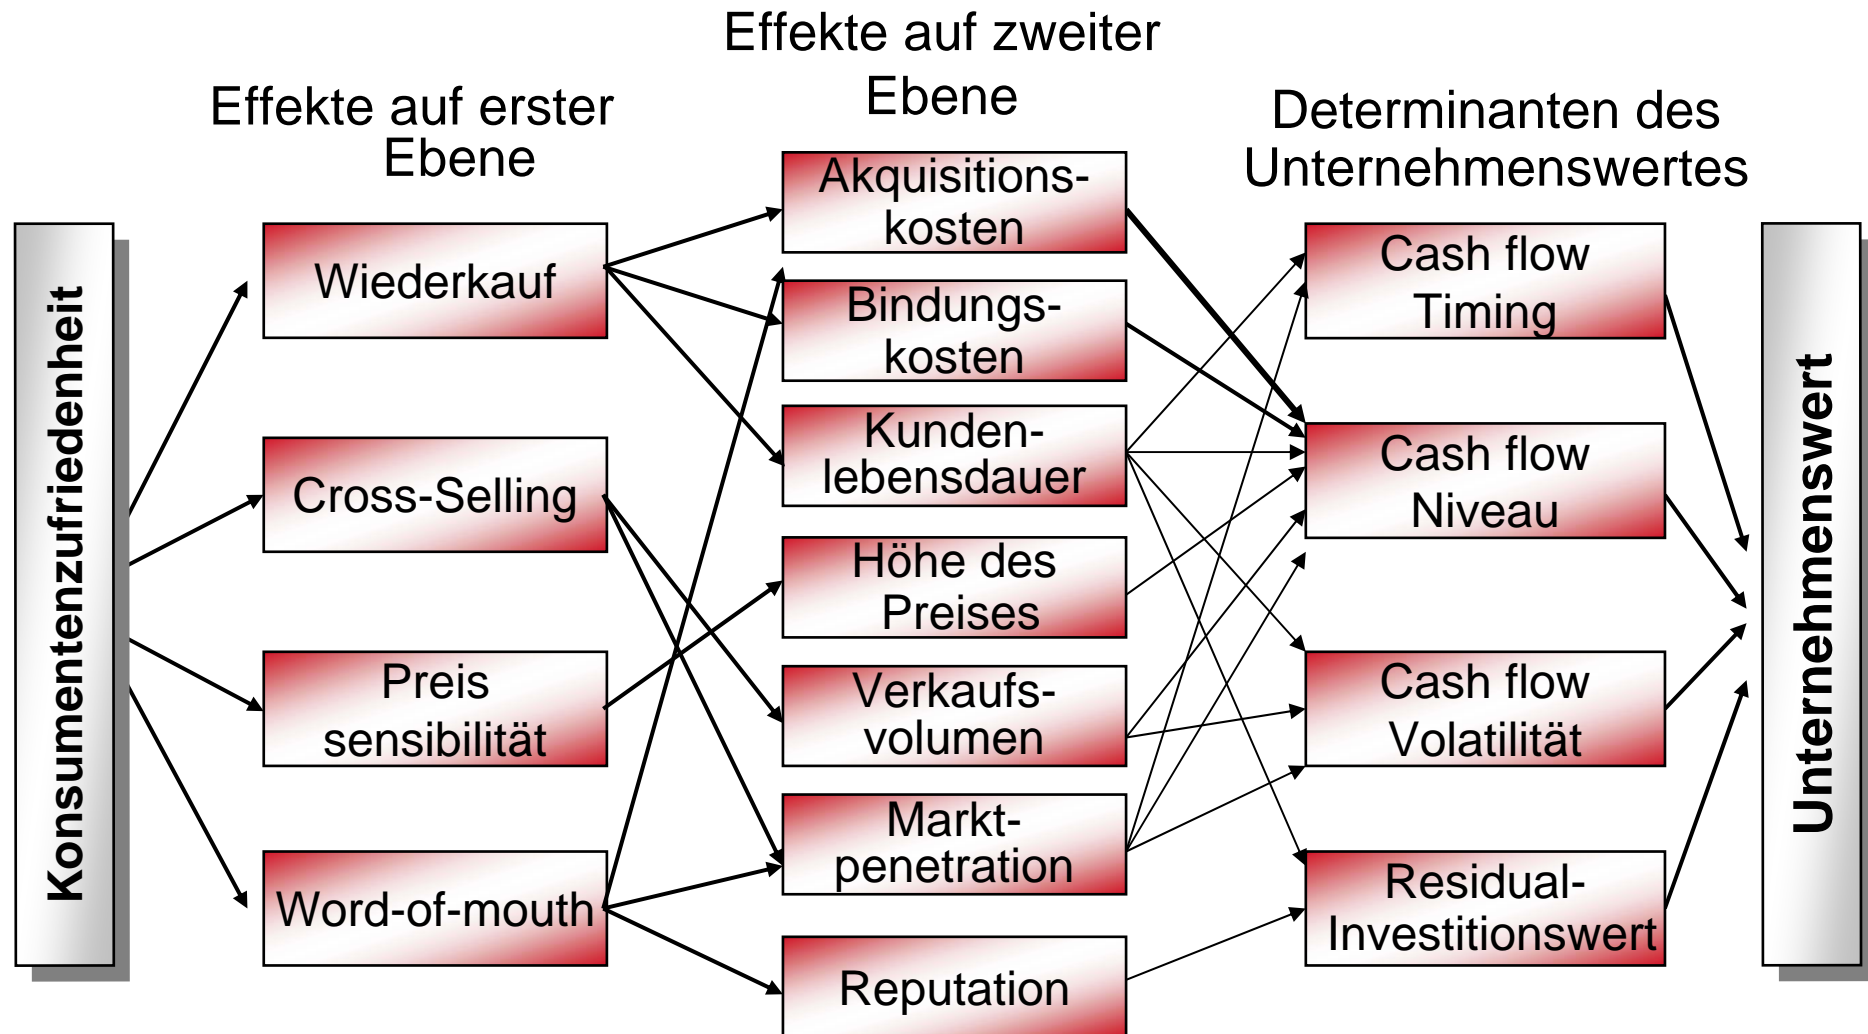 Effekte auf zweiter
Ebene
Effekte auf erster
Ebene
Determinanten des
Unternehmenswertes
Konsumentenzufriedenheit
Wiederkauf
Cross-Selling
Preis
sensibilität
Word-of-mouth
Akquisitions-
kosten
Bindungs-
kosten
Kunden-
lebensdauer
Höhe des
Preises
Verkaufs-
volumen
Markt-
penetration
Reputation
Cash flow
Timing
Cash flow
Niveau
Cash flow
Volatilität
Residual-
Investitionswert
Unternehmenswert